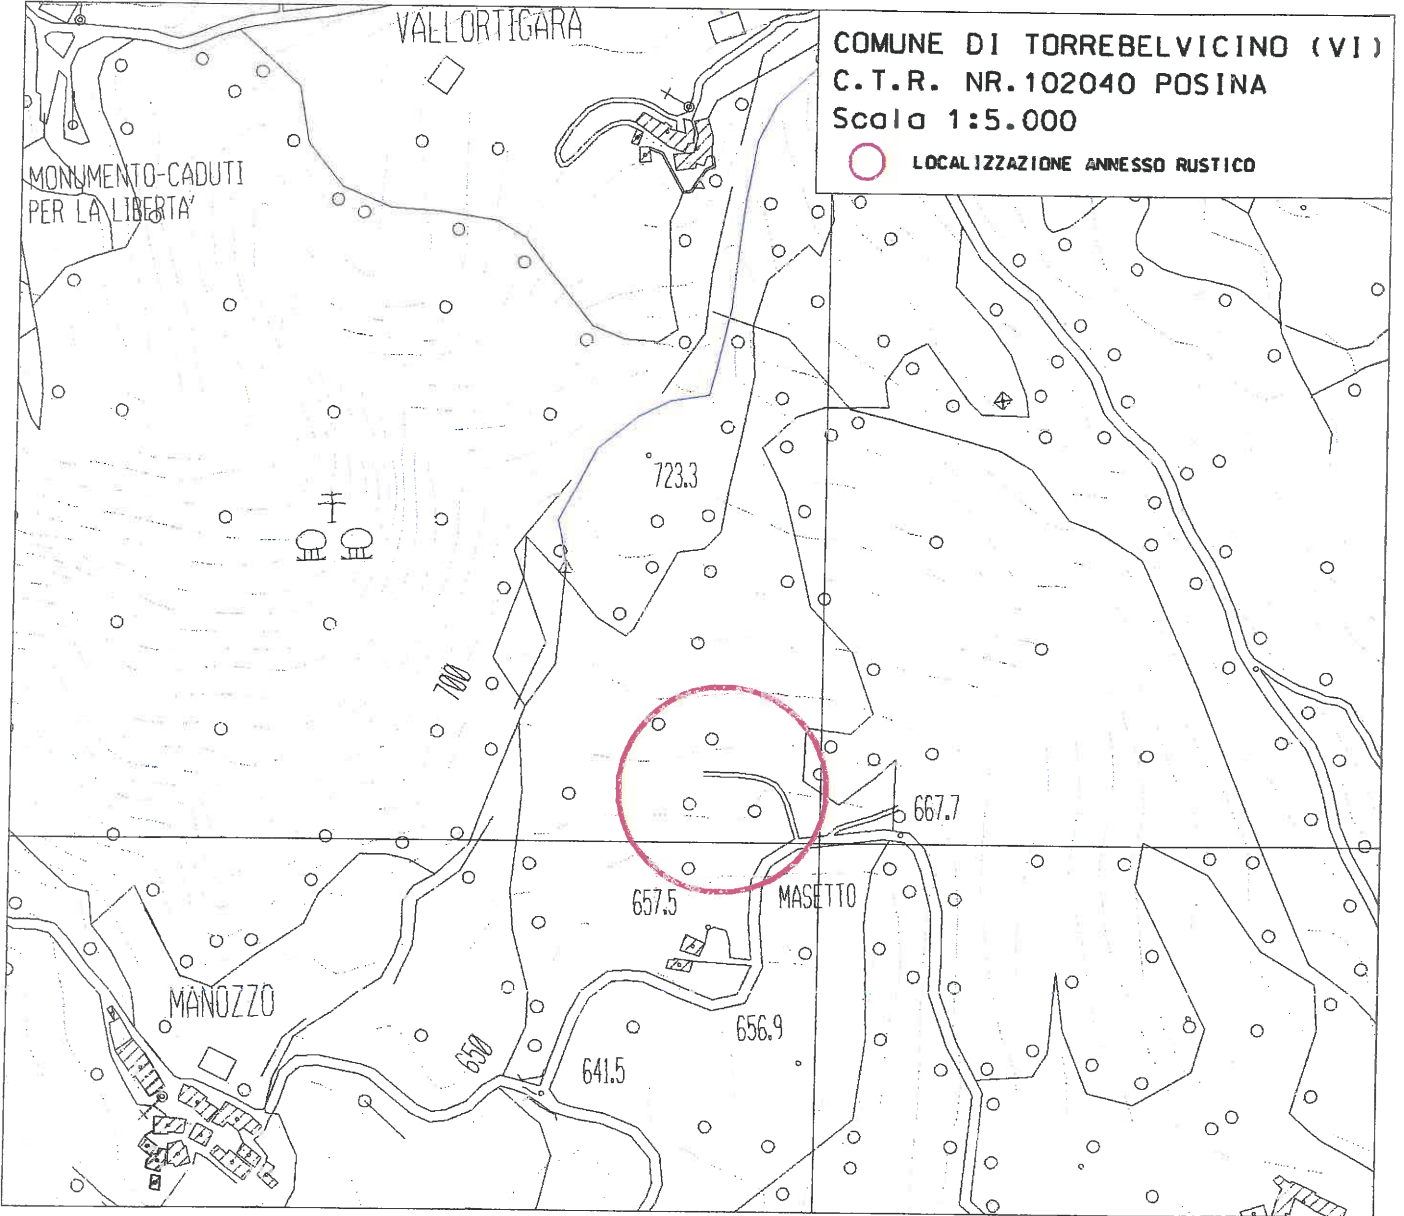 VALLORTIGARA
COMUNE DI TORREBELVICINO (VI)
C.T.R. NR.102040 POSINA
Scala 1:5.000
LOCALIZZAZIONE ANNESSO RUSTICO
MONUMENTO-CADUTI
PER LA LIBERTA'
723.3
700
667.7
657.5
MASETTO
MANOZZO
656.9
650
641.5